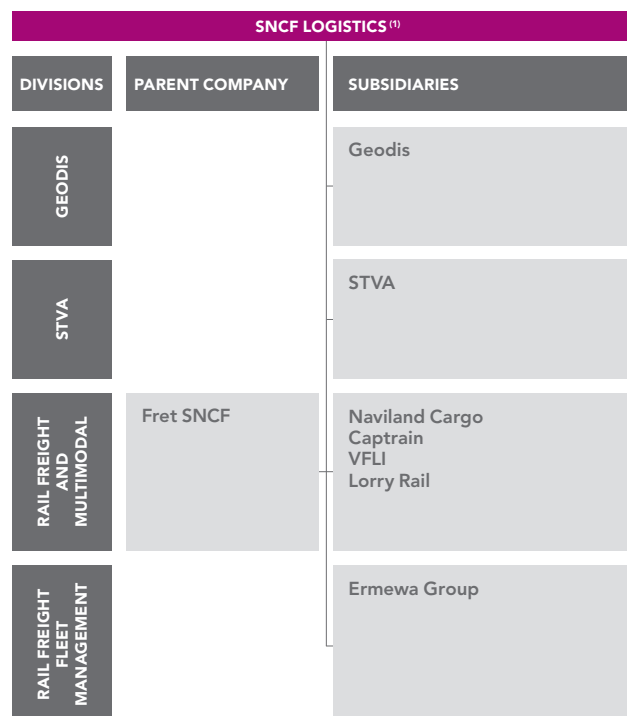 SNCF LOGISTICS (1)
DIVISIONS
PARENT COMPANY
SUBSIDIARIES
GEODIS
Geodis
STVA
STVA
RAIL FREIGHT
AND
MULTIMODAL
Fret SNCF
Naviland Cargo
Captrain
VFLI
Lorry Rail
RAIL FREIGHT
FLEET
MANAGEMENT
Ermewa Group